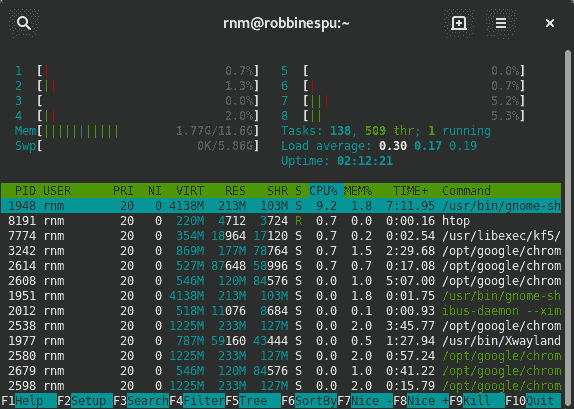 rnm@robbinespu:~
1 [| 0.7%] 5 [ 0.0%]
2 [|| 1.3%] 6 [| 0.7%]
3 [ 0.0%] 7 [||| 5.2%]
4 [|| 2.0%] 8 [|| 5.3%]
Mem[||||||||||| 1.77G/11.6G] Tasks: 138, 509 thr; 1 running
Swp[ 0K/5.86G] Load average: 0.30 0.17 0.19
Uptime: 02:12:21
PID USER PRI NI VIRT RES SHR S CPU% MEM% TIME+ Command
1948 rnm 20 0 4138M 213M 103M S 9.2 1.8 7:11.95 /usr/bin/gnome-sh
8191 rnm 20 0 220M 4712 3724 R 0.7 0.0 0:00.16 htop
7774 rnm 20 0 354M 18964 17120 S 0.7 0.2 0:02.54 /usr/libexec/kf5/
3242 rnm 20 0 869M 177M 78764 S 0.7 1.5 2:29.68 /opt/google/chrom
2614 rnm 20 0 527M 87648 58996 S 0.7 0.7 0:17.08 /opt/google/chrom
2608 rnm 20 0 546M 120M 84576 S 0.0 1.0 5:07.00 /opt/google/chrom
1951 rnm 20 0 4138M 213M 103M S 0.0 1.8 0:01.75 /usr/bin/gnome-sh
2012 rnm 20 0 518M 11076 8684 S 0.0 0.1 0:00.93 ibus-daemon --xim
2538 rnm 20 0 1225M 233M 127M S 0.0 2.0 3:45.77 /opt/google/chrom
1977 rnm 20 0 787M 59160 43444 S 0.0 0.5 1:27.94 /usr/bin/Xwayland
2580 rnm 20 0 1225M 233M 127M S 0.0 2.0 0:57.24 /opt/google/chrom
2679 rnm 20 0 546M 120M 84576 S 0.0 1.0 0:41.22 /opt/google/chrom
2598 rnm 20 0 1225M 233M 127M S 0.0 2.0 0:15.79 /opt/google/chrom
F1Help F2Setup F3SearchF4FilterF5Tree F6SortByF7Nice -F8Nice +F9Kill F10Quit